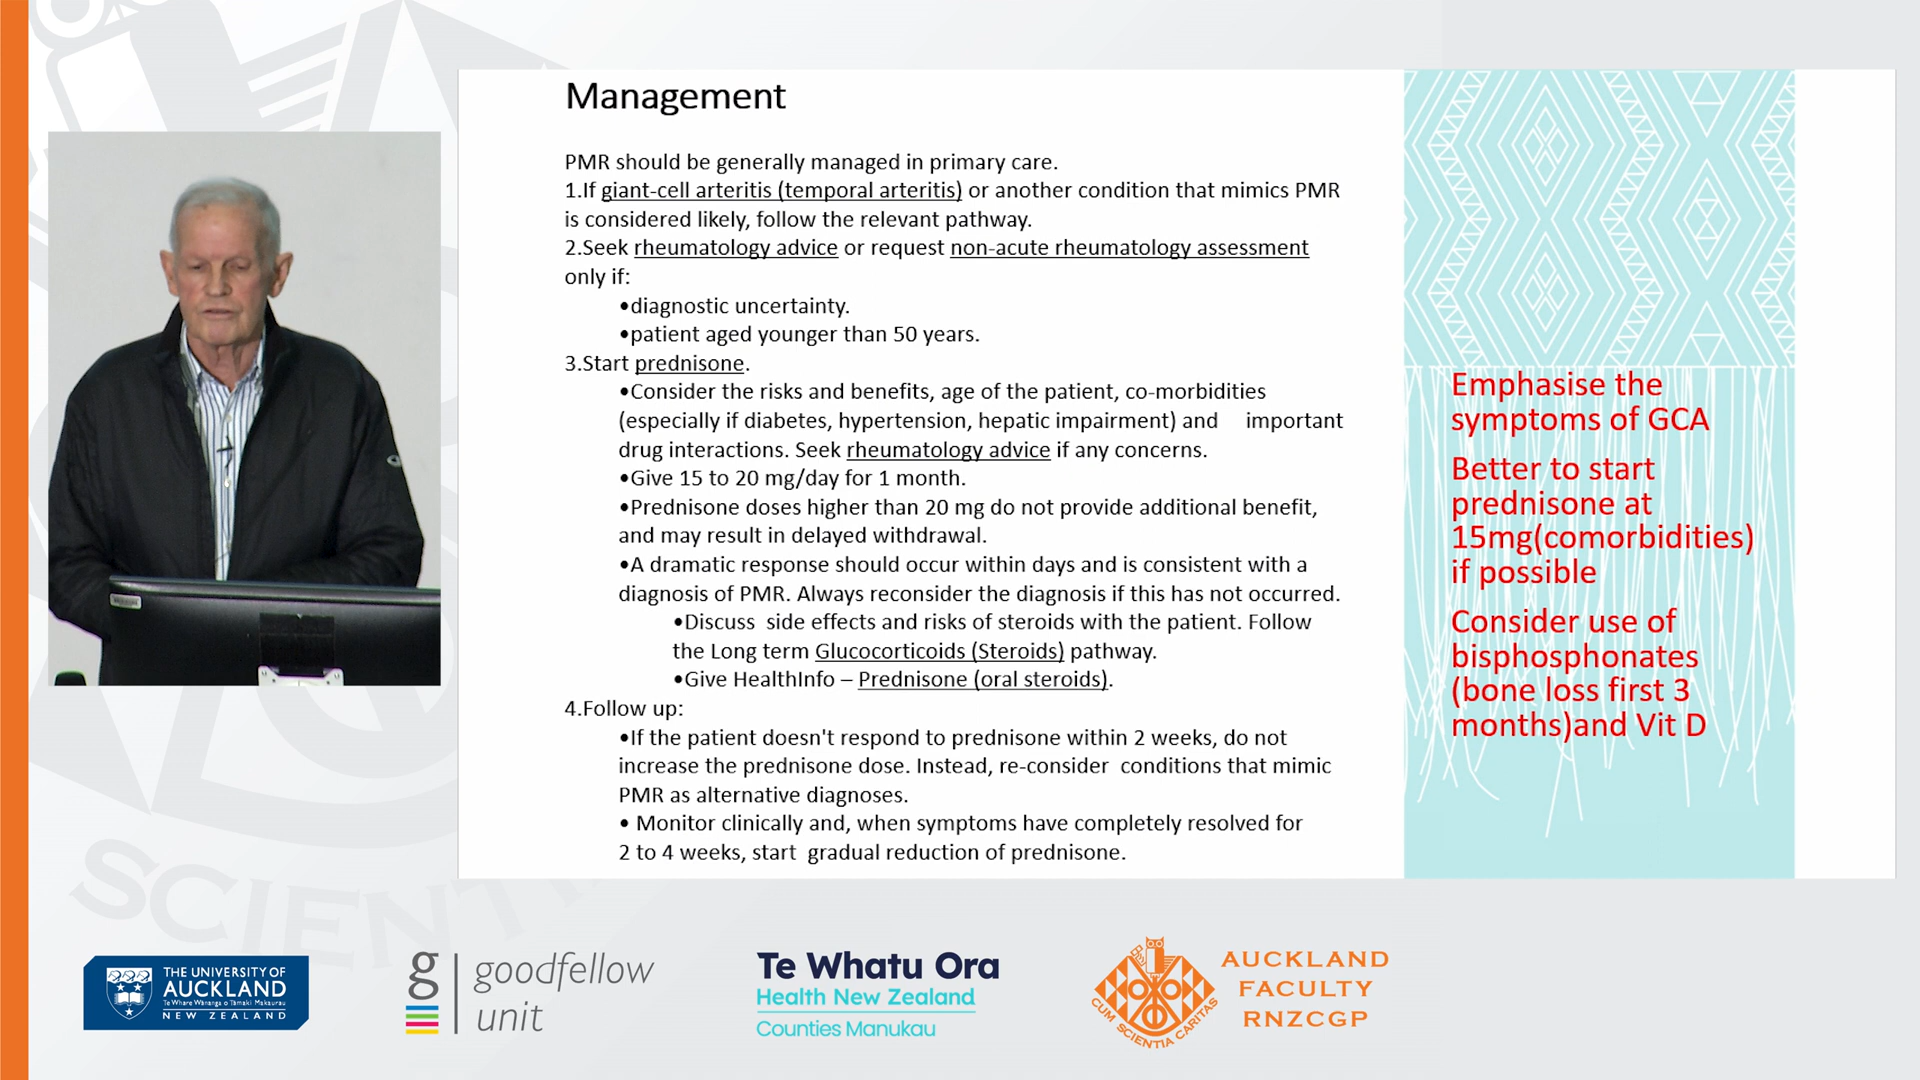 Management
PMR should be generally managed in primary care.
1.If giant-cell arteritis (temporal arteritis) or another condition that mimics PMR
is considered likely, follow the relevant pathway.
2.Seek rheumatology advice or request non-acute rheumatology assessment
only if:
•diagnostic uncertainty.
•patient aged younger than 50 years.
3.Start prednisone.
•Consider the risks and benefits, age of the patient, co-morbidities
(especially if diabetes, hypertension, hepatic impairment) and important
drug interactions. Seek rheumatology advice if any concerns.
•Give 15 to 20 mg/day for 1 month.
•Prednisone doses higher than 20 mg do not provide additional benefit,
and may result in delayed withdrawal.
•A dramatic response should occur within days and is consistent with a
diagnosis of PMR. Always reconsider the diagnosis if this has not occurred.
•Discuss side effects and risks of steroids with the patient. Follow
the Long term Glucocorticoids (Steroids) pathway.
•Give HealthInfo – Prednisone (oral steroids).
4.Follow up:
•If the patient doesn't respond to prednisone within 2 weeks, do not
increase the prednisone dose. Instead, re-consider conditions that mimic
PMR as alternative diagnoses.
• Monitor clinically and, when symptoms have completely resolved for
2 to 4 weeks, start gradual reduction of prednisone.
Emphasise the
symptoms of GCA
Better to start
prednisone at
15mg(comorbidities)
if possible
Consider use of
bisphosphonates
(bone loss first 3
months)and Vit D
SCIENTI
THE UNIVERSITY OF
AUCKLAND
Te Whare Wānanga o Tāmaki Makaurau
NEW ZEALAND
g
goodfellow
unit
Te Whatu Ora
Health New Zealand
Counties Manukau
CUM SCIENTIA CARITAS
AUCKLAND
FACULTY
RNZCGP